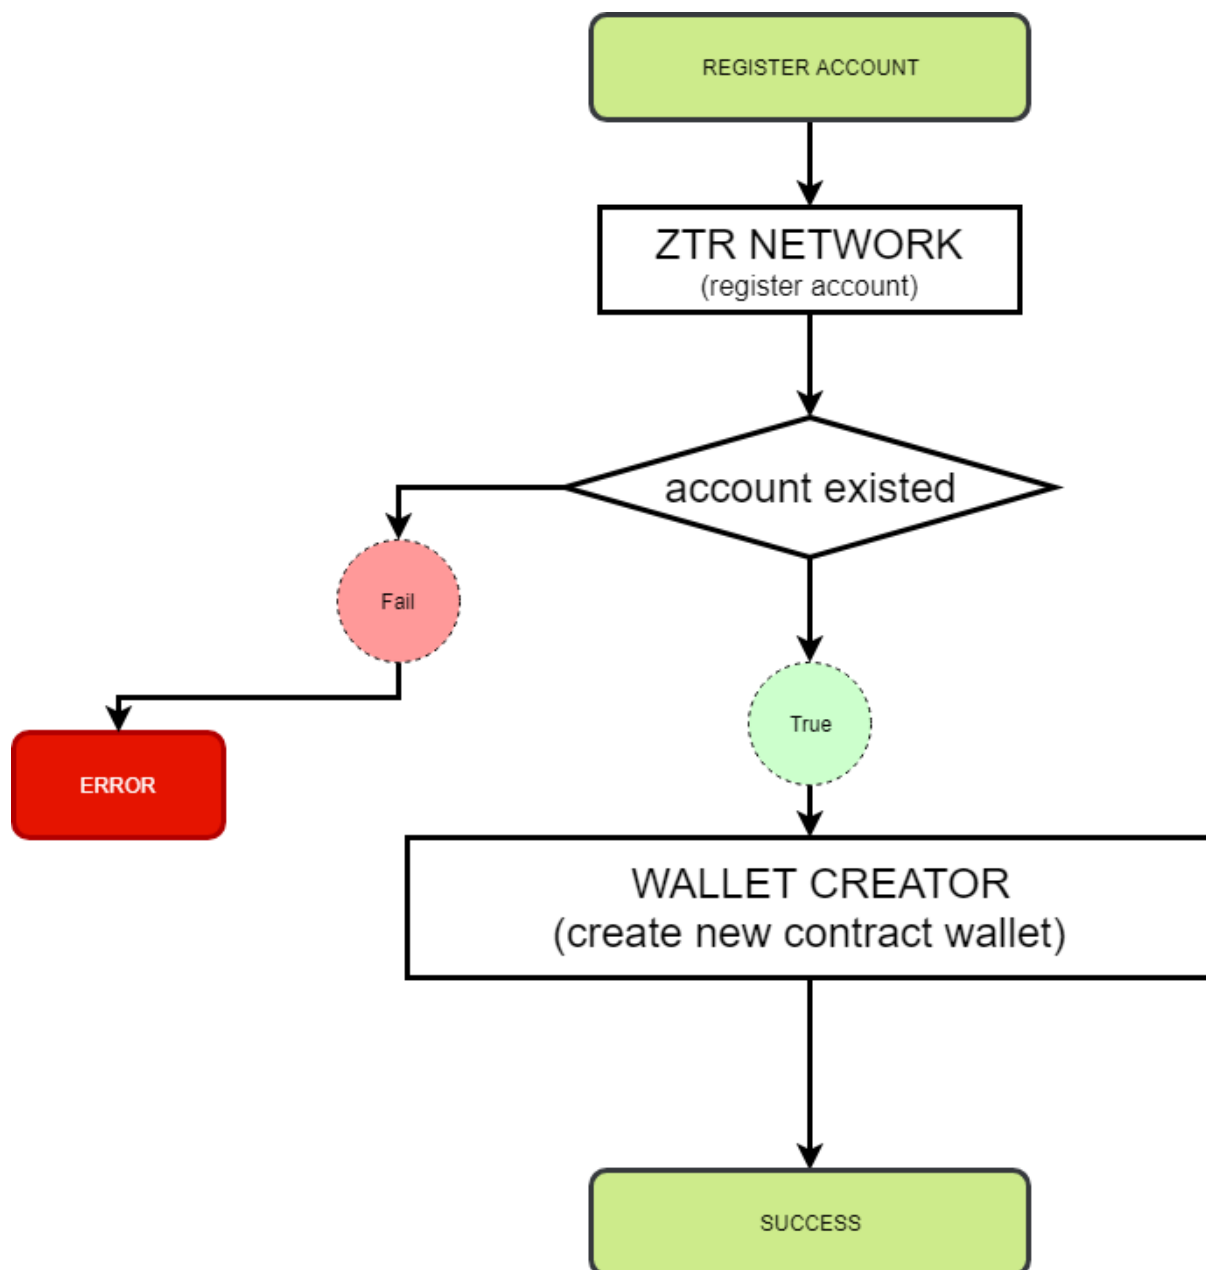 REGISTER ACCOUNT
ZTR NETWORK
(register account)
account existed
Fail
True
ERROR
WALLET CREATOR
(create new contract wallet)
SUCCESS